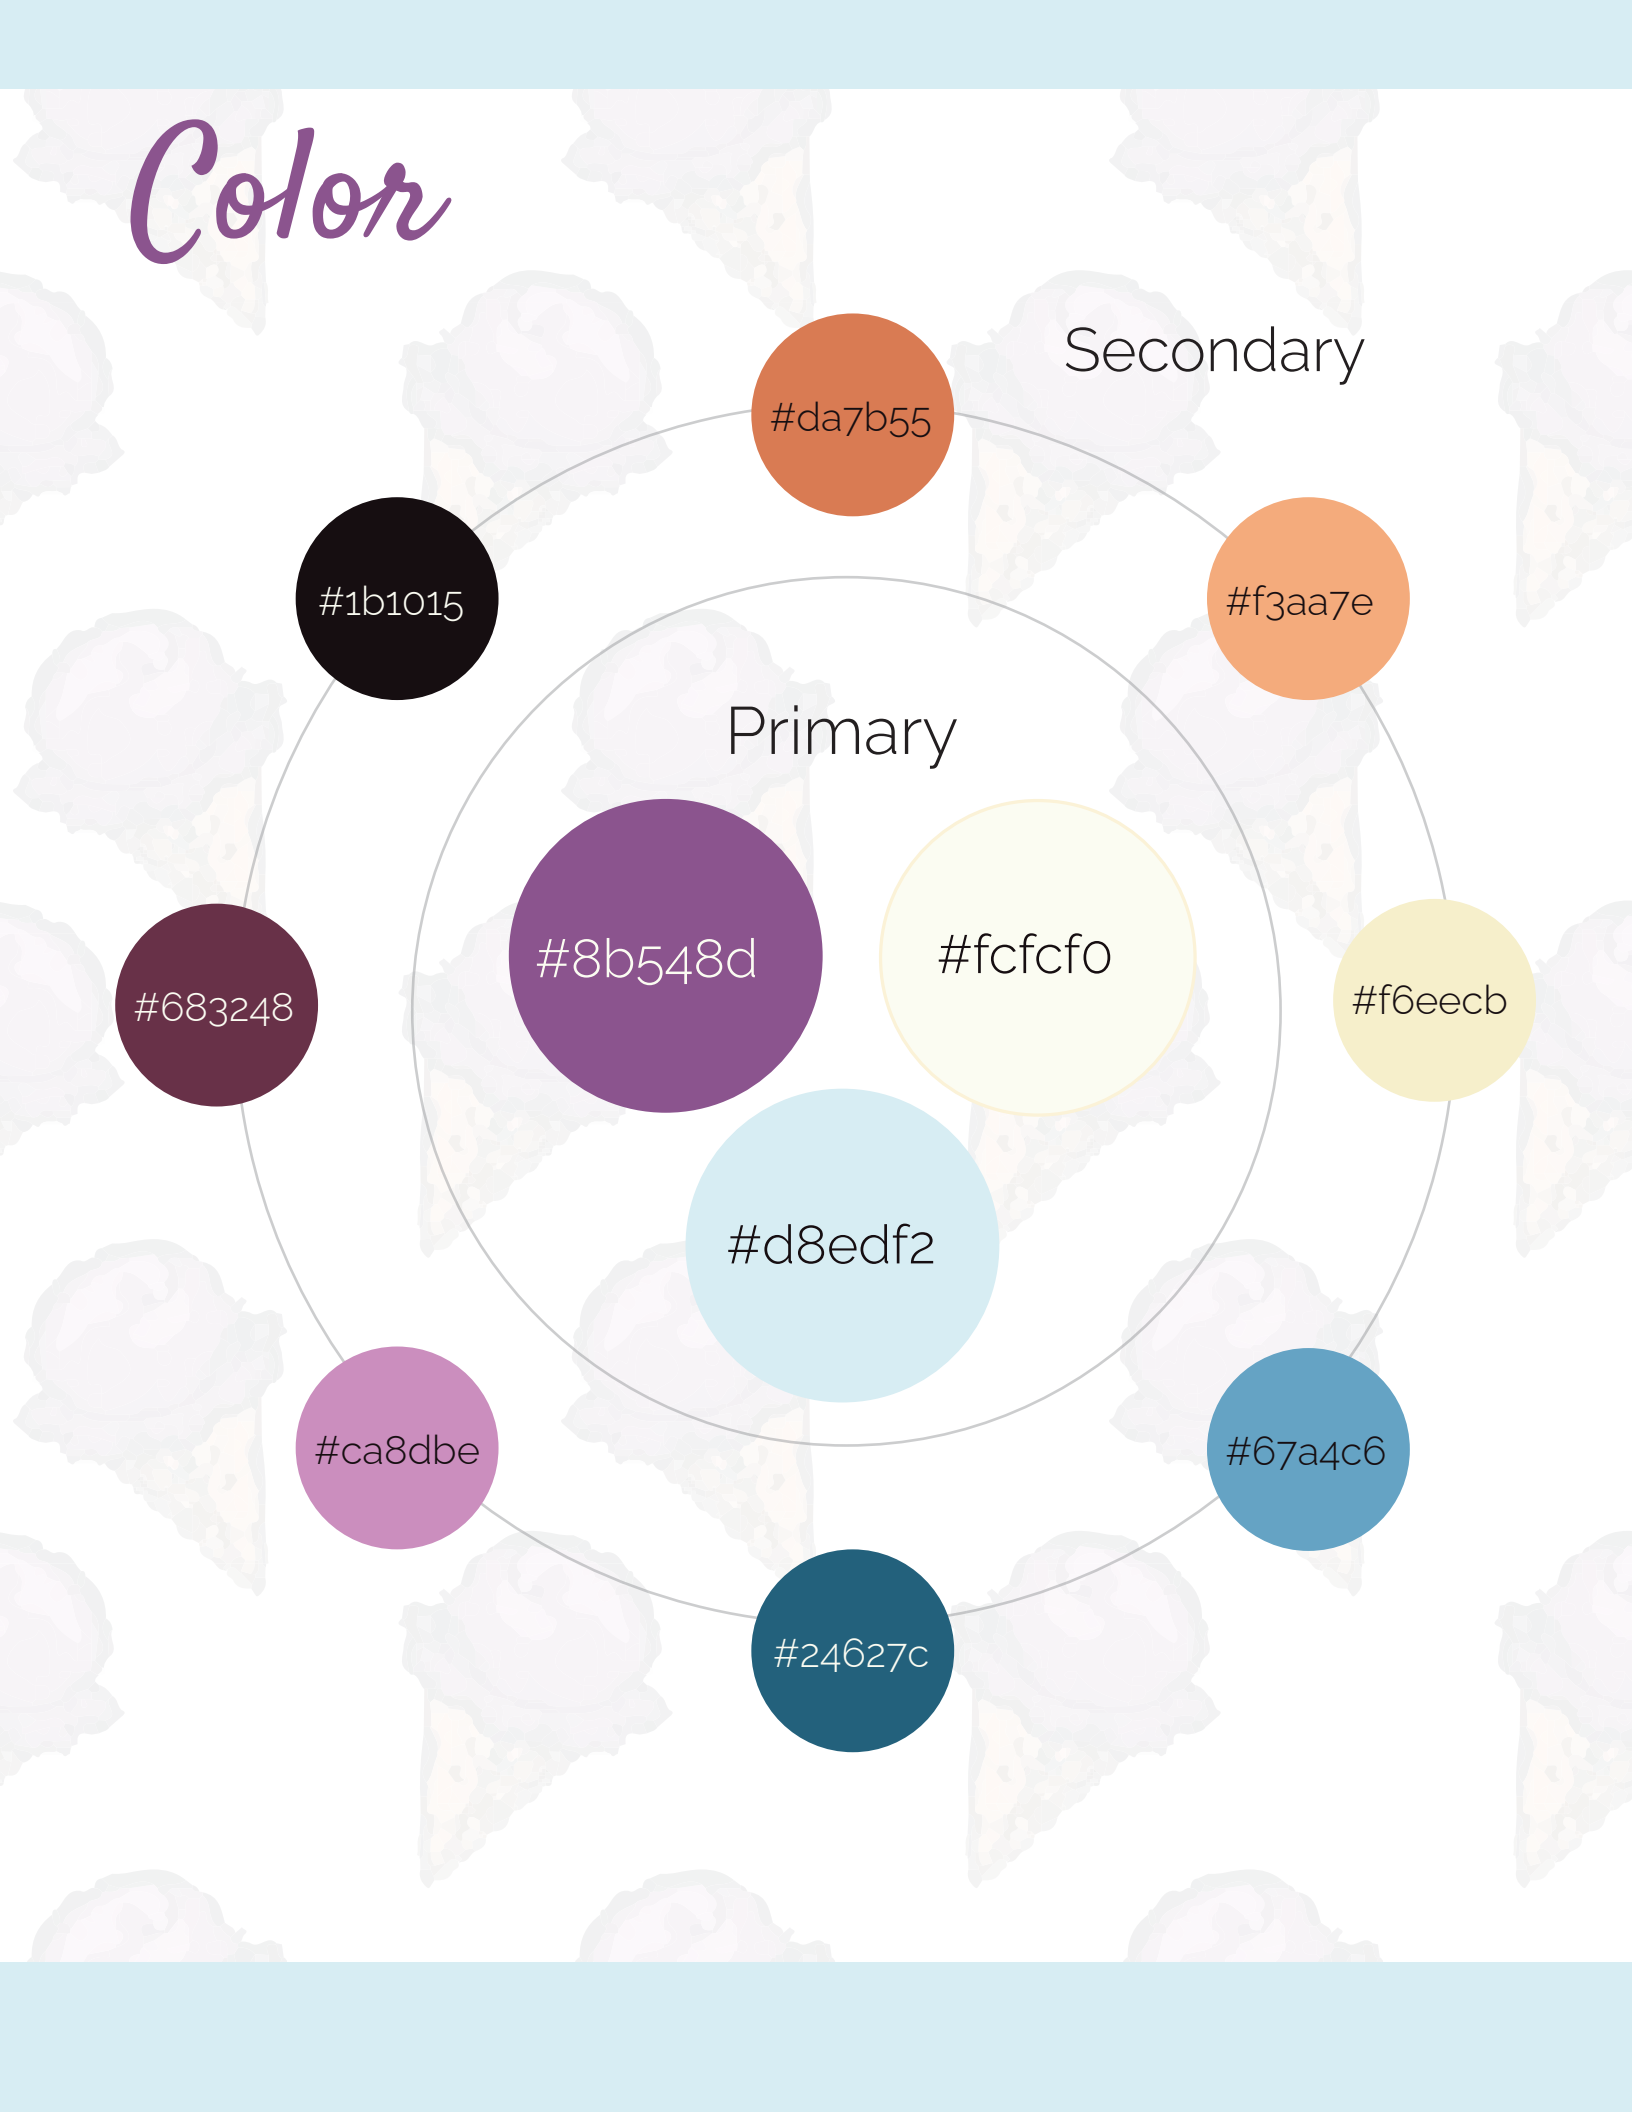 Color
Secondary
#da7b55
#1b1015
#f3aa7e
Primary
#8b548d
#fcfcf0
#683248
#f6eecb
#d8edf2
#ca8dbe
#67a4c6
#24627c